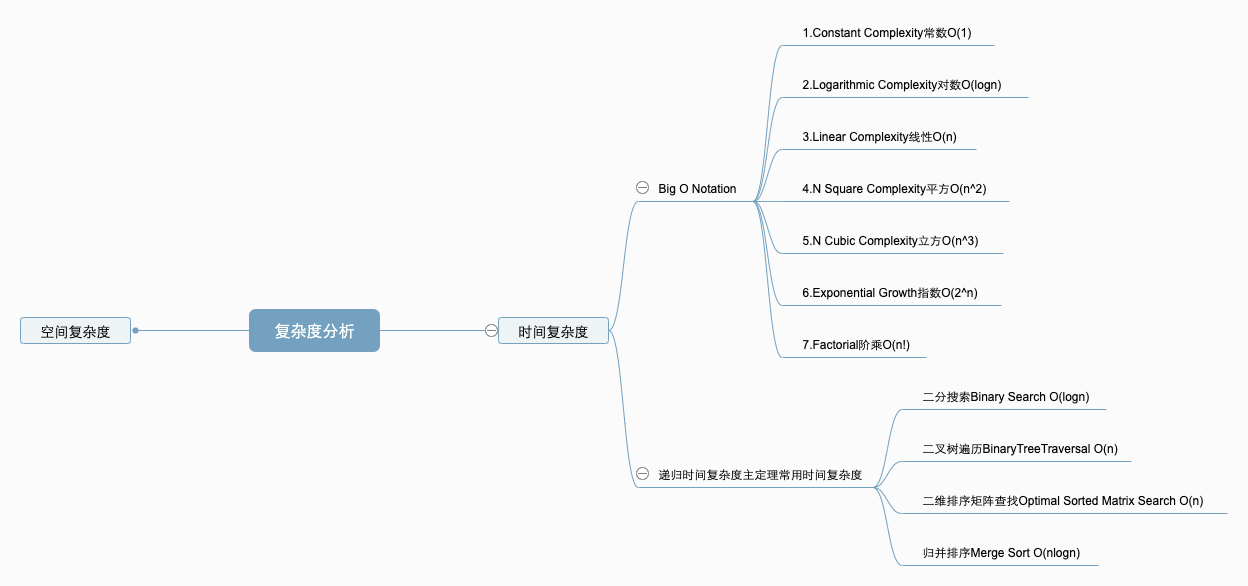 复杂度分析
空间复杂度
时间复杂度
Big O Notation
1.Constant Complexity常数O(1)
2.Logarithmic Complexity对数O(logn)
3.Linear Complexity线性O(n)
4.N Square Complexity平方O(n^2)
5.N Cubic Complexity立方O(n^3)
6.Exponential Growth指数O(2^n)
7.Factorial阶乘O(n!)
递归时间复杂度主定理常用时间复杂度
二分搜索Binary Search O(logn)
二叉树遍历BinaryTreeTraversal O(n)
二维排序矩阵查找Optimal Sorted Matrix Search O(n)
归并排序Merge Sort O(nlogn)